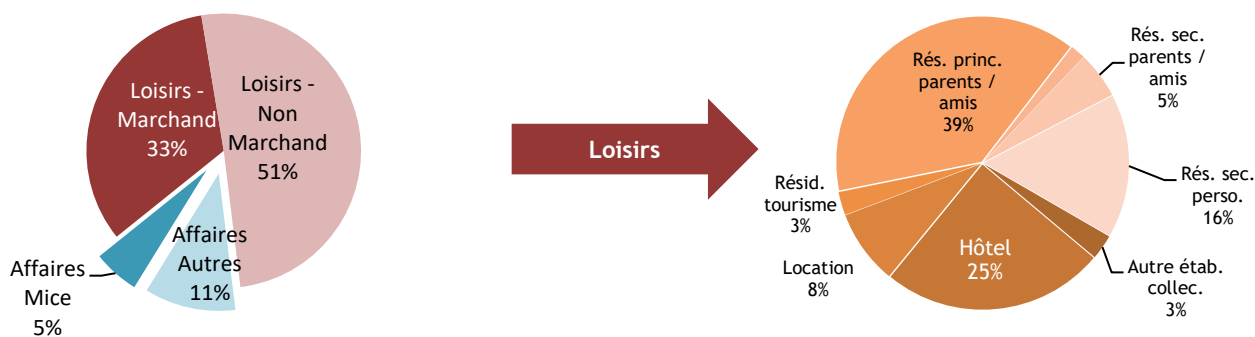 Loisirs -
Marchand
33%
Loisirs -
Non
Marchand
51%
Affaires
Autres
11%
Affaires
Mice
5%
Loisirs
Rés. princ.
parents /
amis
39%
Rés. sec.
parents /
amis
5%
Rés. sec.
perso.
16%
Autre étab.
collec.
3%
Hôtel
25%
Location
8%
Résid.
tourisme
3%